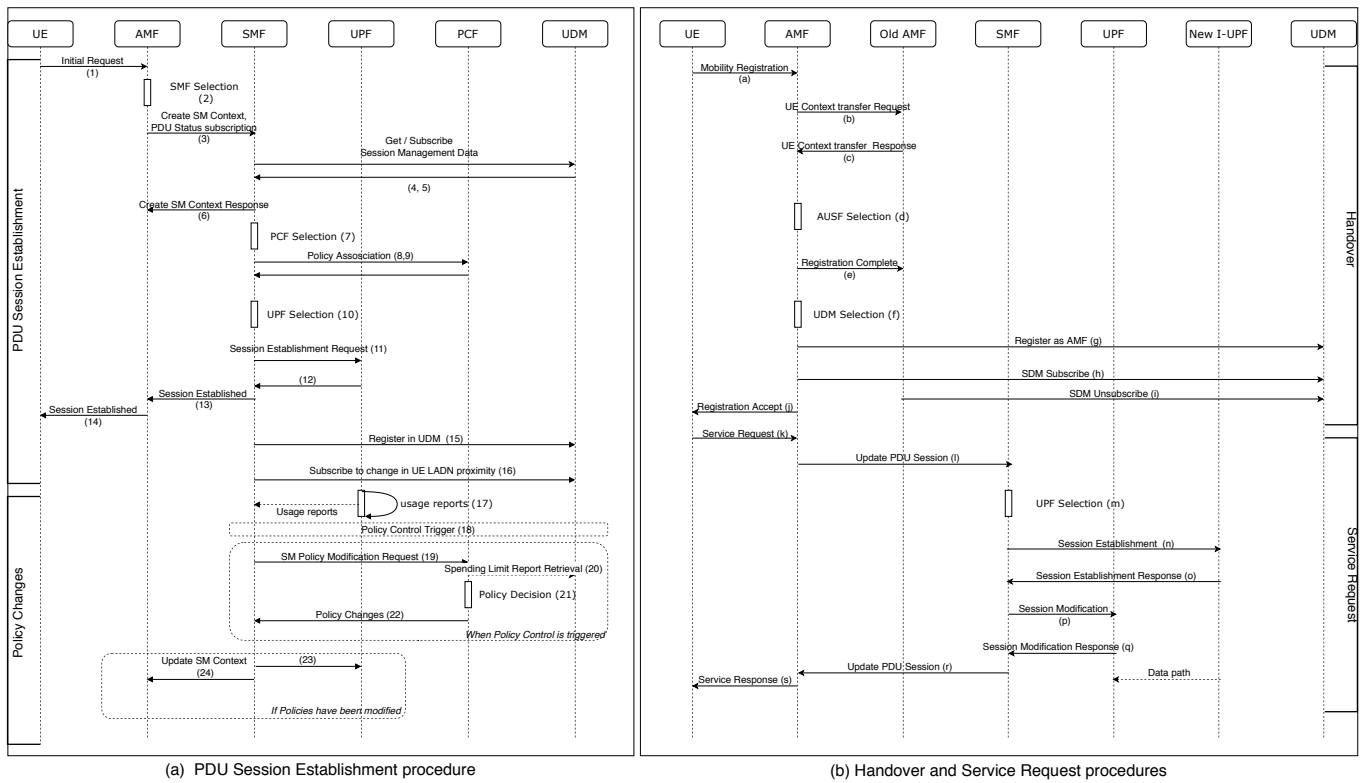 UE AMF SMF UPF PCF UDM
Initial Request
(1)
SMF Selection
(2)
Create SM Context,
PDU Status subscription
(3)
Get / Subscribe
Session Management Data
(4, 5)
Create SM Context Response
(6)
PCF Selection (7)
Policy Assosciation (8,9)
UPF Selection (10)
Session Establishment Request (11)
(12)
Session Established
(13)
Session Established
(14)
Register in UDM (15)
Subscribe to change in UE LADN proximity (16)
PDU Session Establishment
usage reports (17)
Usage reports
Policy Control Trigger (18)
SM Policy Modification Request (19)
Spending Limit Report Retrieval (20)
Policy Decision (21)
Policy Changes (22)
When Policy Control is triggered
Update SM Context
(23)
(24)
If Policies have been modified
Policy Changes
(a) PDU Session Establishment procedure
UE AMF Old AMF SMF UPF New I-UPF UDM
Mobility Registration
(a)
UE Context transfer Request
(b)
UE Context transfer Response
(c)
AUSF Selection (d)
Registration Complete
(e)
UDM Selection (f)
Register as AMF (g)
SDM Subscribe (h)
SDM Unsubscribe (i)
Registration Accept (j)
Handover
Service Request (k)
Update PDU Session (l)
UPF Selection (m)
Session Establishment (n)
Session Establishment Response (o)
Session Modification
(p)
Session Modification Response (q)
Update PDU Session (r)
Data path
Service Response (s)
Service Request
(b) Handover and Service Request procedures